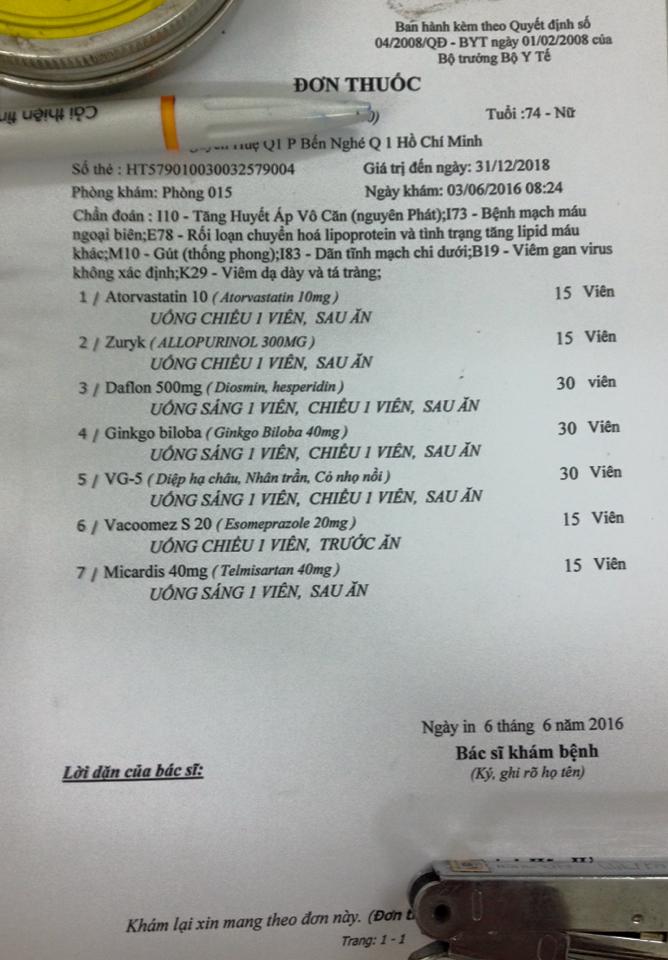 Ban hành kèm theo Quyết định số
04/2008/QĐ - BYT ngày 01/02/2008 của
Bộ trưởng Bộ Y Tế
ĐƠN THUỐC
Cải thiện
Tuổi :74 - Nữ
Huệ Q1 P Bến Nghé Q 1 Hồ Chí Minh
Số thẻ : HT579010030032579004 Giá trị đến ngày: 31/12/2018
Phòng khám: Phòng 015 Ngày khám: 03/06/2016 08:24
Chẩn đoán : I10 - Tăng Huyết Áp Vô Căn (nguyên Phát);I73 - Bệnh mạch máu
ngoại biên;E78 - Rối loạn chuyển hoá lipoprotein và tình trạng tăng lipid máu
khác;M10 - Gút (thống phong);I83 - Dãn tĩnh mạch chi dưới;B19 - Viêm gan virus
không xác định;K29 - Viêm dạ dày và tá tràng;
1 / Atorvastatin 10 (Atorvastatin 10mg) 15 Viên
UỐNG CHIỀU 1 VIÊN, SAU ĂN
2 / Zuryk (ALLOPURINOL 300MG) 15 Viên
UỐNG CHIỀU 1 VIÊN, SAU ĂN
3 / Daflon 500mg (Diosmin, hesperidin) 30 viên
UỐNG SÁNG 1 VIÊN, CHIỀU 1 VIÊN, SAU ĂN
4 / Ginkgo biloba (Ginkgo Biloba 40mg) 30 Viên
UỐNG SÁNG 1 VIÊN, CHIỀU 1 VIÊN, SAU ĂN
5 / VG-5 (Diệp hạ châu, Nhân trần, Cỏ nhọ nồi) 30 Viên
UỐNG SÁNG 1 VIÊN, CHIỀU 1 VIÊN, SAU ĂN
6 / Vacoomez S 20 (Esomeprazole 20mg) 15 Viên
UỐNG CHIỀU 1 VIÊN, TRƯỚC ĂN
7 / Micardis 40mg (Telmisartan 40mg) 15 Viên
UỐNG SÁNG 1 VIÊN, SAU ĂN
Ngày in 6 tháng 6 năm 2016
Bác sĩ khám bệnh
Lời dặn của bác sĩ:
(Ký, ghi rõ họ tên)
Khám lại xin mang theo đơn này. (Đơn
Trang: 1 - 1